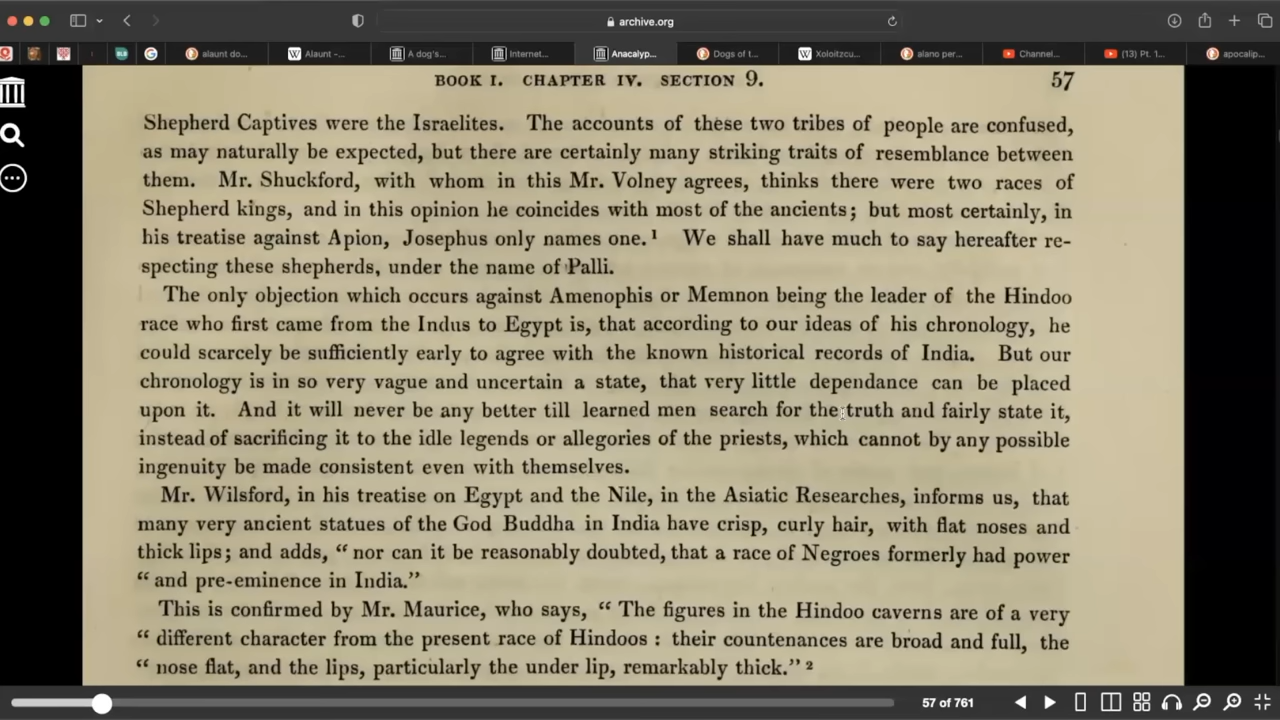 archive.org
alaunt do...
Alaunt –...
A dog's...
Internet...
Anacalyp...
Dogs of t...
Xoloitzcu...
alano per...
Channel...
(13) Pt. 1...
apocalip...
BOOK I. CHAPTER IV. SECTION 9. 57
Shepherd Captives were the Israelites. The accounts of these two tribes of people are confused,
as may naturally be expected, but there are certainly many striking traits of resemblance between
them. Mr. Shuckford, with whom in this Mr. Volney agrees, thinks there were two races of
Shepherd kings, and in this opinion he coincides with most of the ancients; but most certainly, in
his treatise against Apion, Josephus only names one.¹ We shall have much to say hereafter re-
specting these shepherds, under the name of Palli.
The only objection which occurs against Amenophis or Memnon being the leader of the Hindoo
race who first came from the Indus to Egypt is, that according to our ideas of his chronology, he
could scarcely be sufficiently early to agree with the known historical records of India. But our
chronology is in so very vague and uncertain a state, that very little dependance can be placed
upon it. And it will never be any better till learned men search for the truth and fairly state it,
instead of sacrificing it to the idle legends or allegories of the priests, which cannot by any possible
ingenuity be made consistent even with themselves.
Mr. Wilsford, in his treatise on Egypt and the Nile, in the Asiatic Researches, informs us, that
many very ancient statues of the God Buddha in India have crisp, curly hair, with flat noses and
thick lips; and adds, “ nor can it be reasonably doubted, that a race of Negroes formerly had power
“ and pre-eminence in India.”
This is confirmed by Mr. Maurice, who says, “ The figures in the Hindoo caverns are of a very
“ different character from the present race of Hindoos : their countenances are broad and full, the
“ nose flat, and the lips, particularly the under lip, remarkably thick.” ²
57 of 761